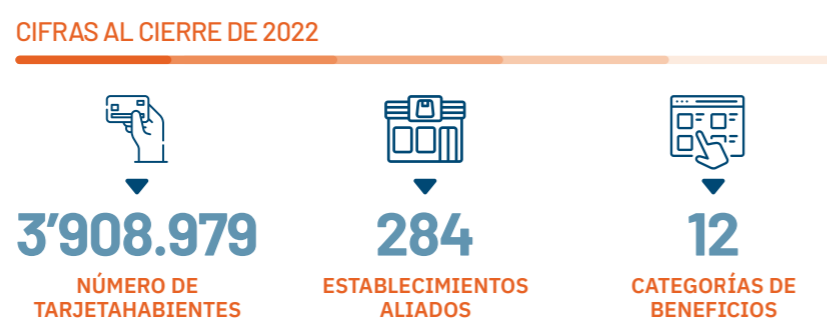 CIFRAS AL CIERRE DE 2022
3’908.979
284
12
NÚMERO DE
TARJETAHABIENTES
ESTABLECIMIENTOS
ALIADOS
CATEGORÍAS DE
BENEFICIOS